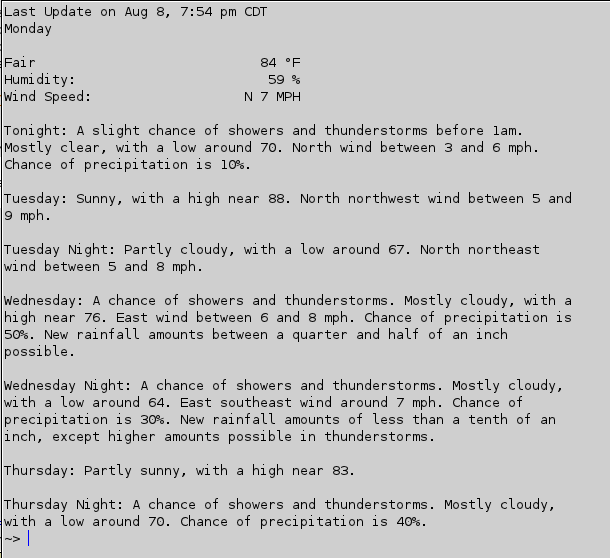 Last Update on Aug 8, 7:54 pm CDT
Monday
Fair 84 °F
Humidity: 59 %
Wind Speed: N 7 MPH
Tonight: A slight chance of showers and thunderstorms before 1am.
Mostly clear, with a low around 70. North wind between 3 and 6 mph.
Chance of precipitation is 10%.
Tuesday: Sunny, with a high near 88. North northwest wind between 5 and
9 mph.
Tuesday Night: Partly cloudy, with a low around 67. North northeast
wind between 5 and 8 mph.
Wednesday: A chance of showers and thunderstorms. Mostly cloudy, with a
high near 76. East wind between 6 and 8 mph. Chance of precipitation is
50%. New rainfall amounts between a quarter and half of an inch
possible.
Wednesday Night: A chance of showers and thunderstorms. Mostly cloudy,
with a low around 64. East southeast wind around 7 mph. Chance of
precipitation is 30%. New rainfall amounts of less than a tenth of an
inch, except higher amounts possible in thunderstorms.
Thursday: Partly sunny, with a high near 83.
Thursday Night: A chance of showers and thunderstorms. Mostly cloudy,
with a low around 70. Chance of precipitation is 40%.
~>